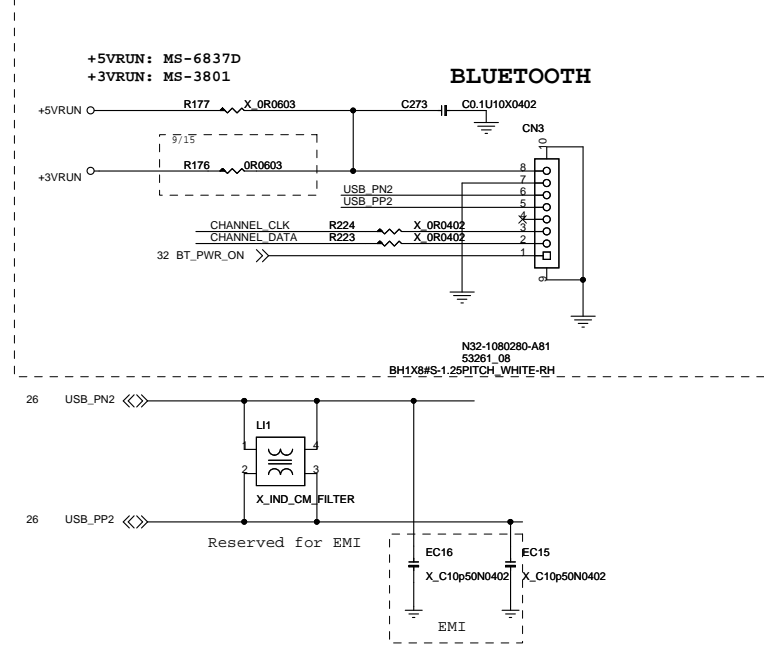 +5VRUN: MS-6837D
+3VRUN: MS-3801
BLUETOOTH
+5VRUN
R177
X_0R0603
C273
C0.1U10X0402
CN3
9/15
10
+3VRUN
R176
0R0603
8
7
USB_PN2
6
USB_PP2
5
4
CHANNEL_CLK
R224
X_0R0402
3
CHANNEL_DATA
R223
X_0R0402
2
32 BT_PWR_ON
1
9
N32-1080280-A81
53261_08
BH1X8#S-1.25PITCH_WHITE-RH
26 USB_PN2
LI1
1
4
2
3
X_IND_CM_FILTER
26 USB_PP2
Reserved for EMI
EC16
EC15
X_C10p50N0402
X_C10p50N0402
EMI